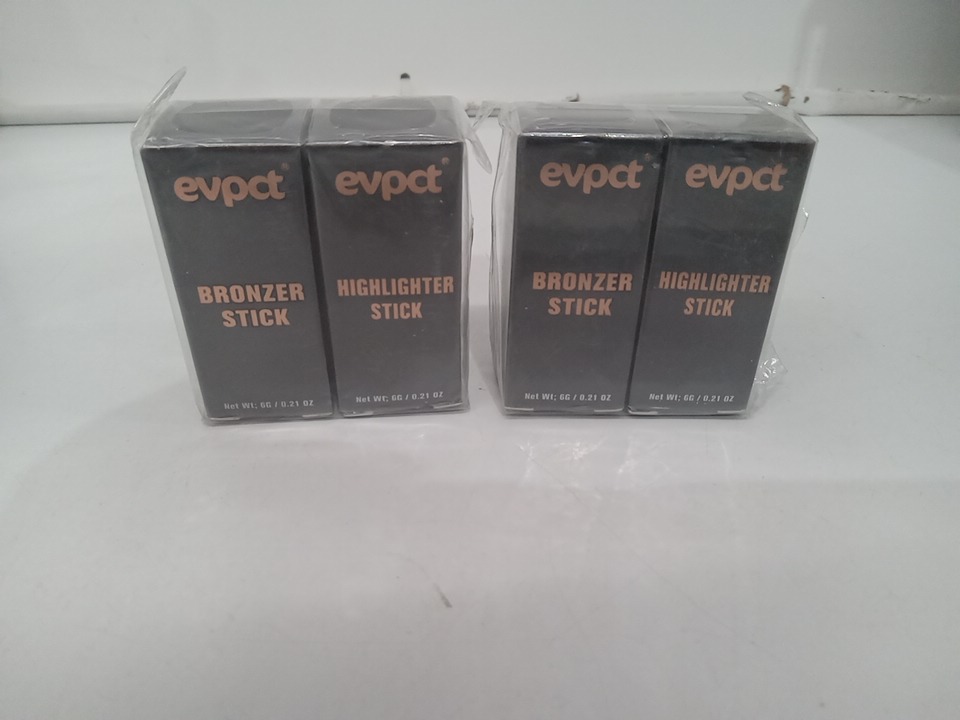 evpct®
BRONZER
STICK
Net Wt; 6G / 0.21 OZ
evpct®
HIGHLIGHTER
STICK
Net Wt; 6G / 0.21 OZ
evpct®
BRONZER
STICK
Net Wt; 6G / 0.21 OZ
evpct®
HIGHLIGHTER
STICK
Net Wt; 6G / 0.21 OZ